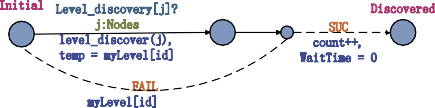 Initial
Level_discovery[j]?
j:Nodes
level_discover(j),
temp = myLevel[id]
Discovered
SUC
count++,
WaitTime = 0
FAIL
myLevel[id]